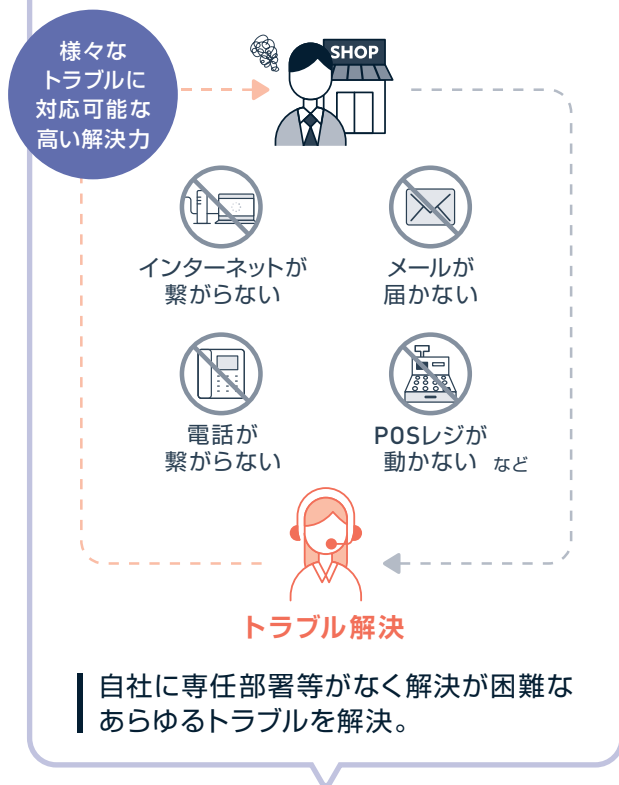 様々な
トラブルに
対応可能な
高い解決力
SHOP
インターネットが
繋がらない
メールが
届かない
電話が
繋がらない
POSレジが
動かない など
トラブル解決
自社に専任部署等がなく解決が困難な
あらゆるトラブルを解決。